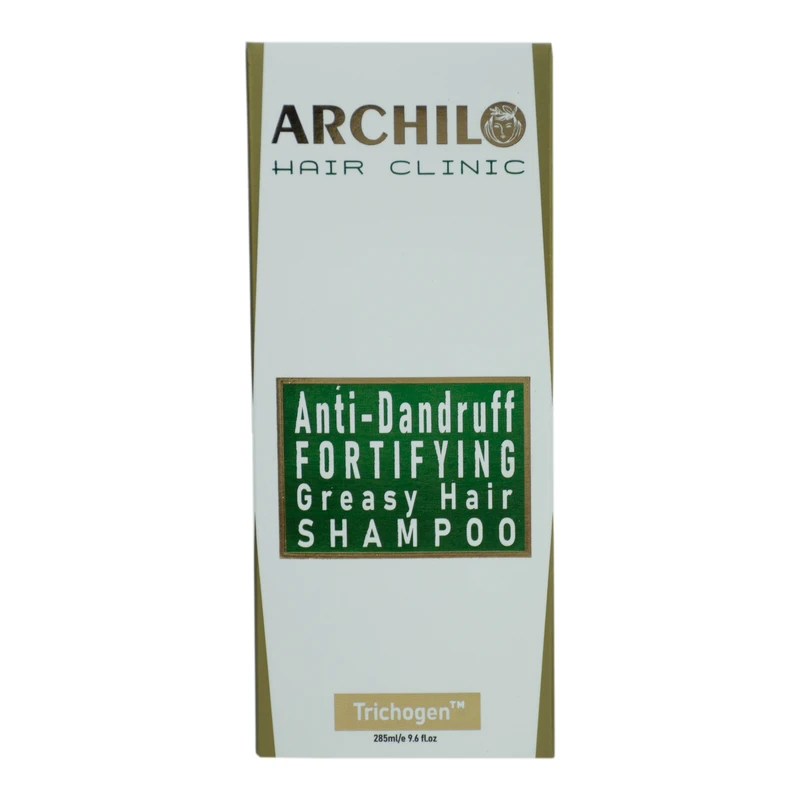 ARCHILO
HAIR CLINIC
Anti-Dandruff
FORTIFYING
Greasy Hair
SHAMPOO
Trichogen™
285ml/e 9.6 fl.oz